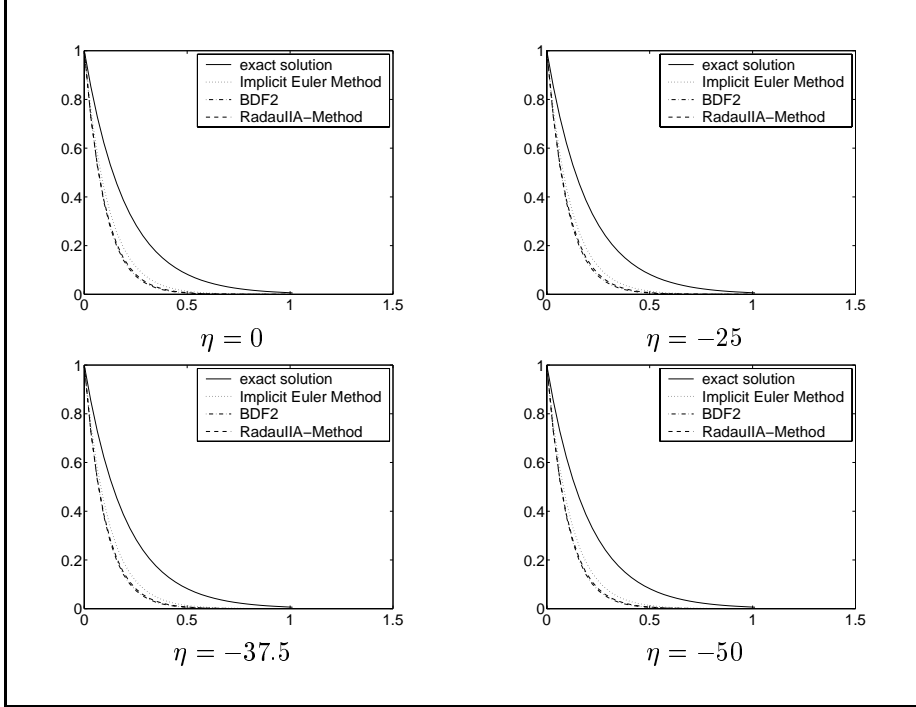 1
0.8
0.6
0.4
0.2
0
0 0.5 1 1.5
exact solution
Implicit Euler Method
BDF2
RadauIIA−Method
η = 0
1
0.8
0.6
0.4
0.2
0
0 0.5 1 1.5
exact solution
Implicit Euler Method
BDF2
RadauIIA−Method
η = −25
1
0.8
0.6
0.4
0.2
0
0 0.5 1 1.5
exact solution
Implicit Euler Method
BDF2
RadauIIA−Method
η = −37.5
1
0.8
0.6
0.4
0.2
0
0 0.5 1 1.5
exact solution
Implicit Euler Method
BDF2
RadauIIA−Method
η = −50